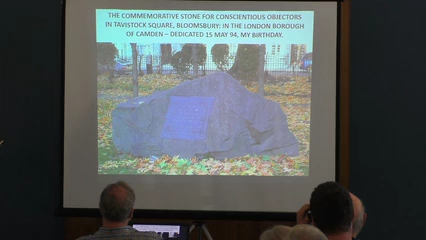 THE COMMEMORATIVE STONE FOR CONSCIENTIOUS OBJECTORS
IN TAVISTOCK SQUARE, BLOOMSBURY: IN THE LONDON BOROUGH
OF CAMDEN – DEDICATED 15 MAY 94, MY BIRTHDAY.